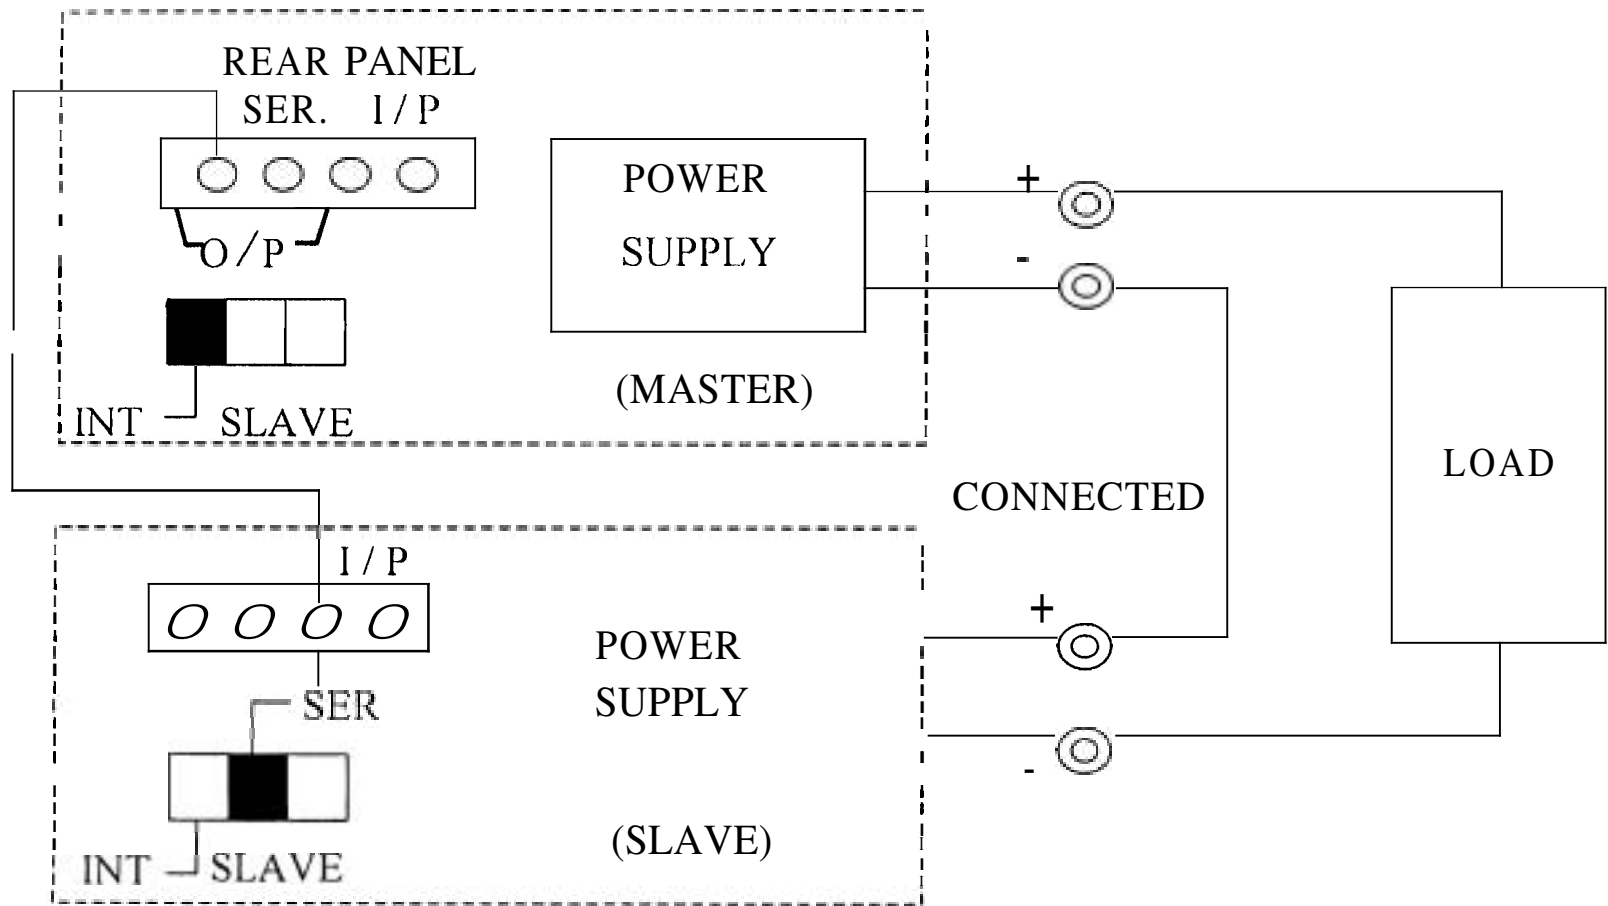 REAR PANEL
SER. I/P
O/P
INT SLAVE
POWER
SUPPLY
(MASTER)
+
-
CONNECTED
LOAD
I/P
SER
INT SLAVE
POWER
SUPPLY
(SLAVE)
+
-